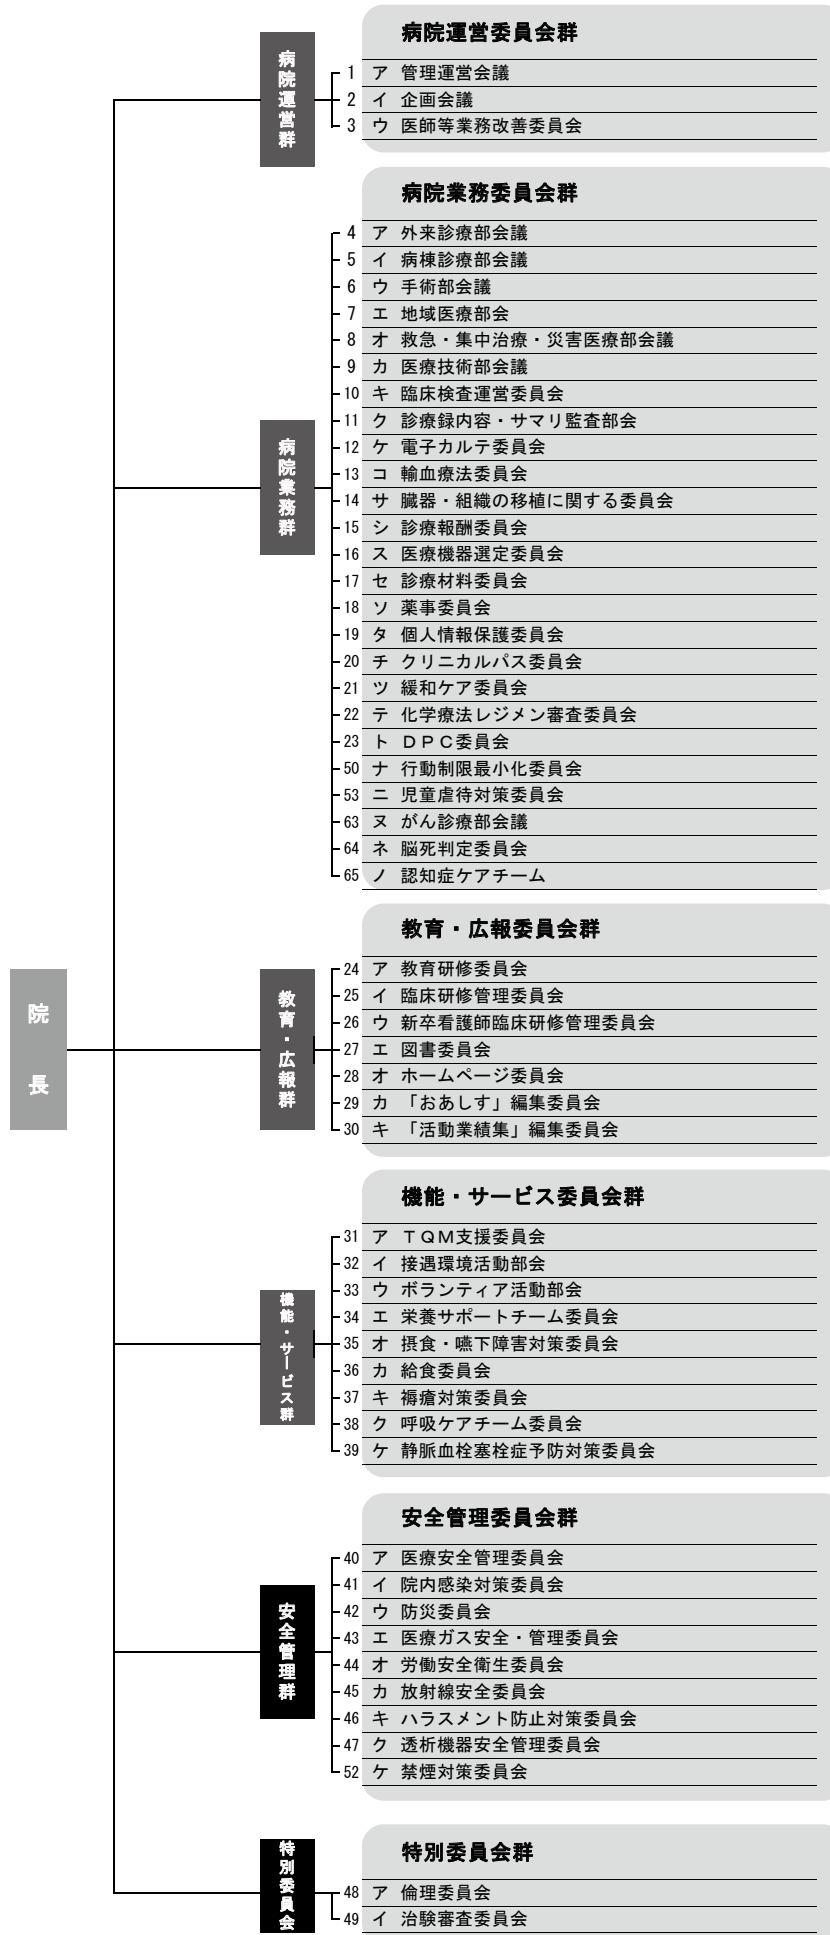 院長
病院運営群
病院運営委員会群
1 ア 管理運営会議
2 イ 企画会議
3 ウ 医師等業務改善委員会
病院業務群
病院業務委員会群
4 ア 外来診療部会議
5 イ 病棟診療部会議
6 ウ 手術部会議
7 エ 地域医療部会
8 オ 救急・集中治療・災害医療部会議
9 カ 医療技術部会議
10 キ 臨床検査運営委員会
11 ク 診療録内容・サマリ監査部会
12 ケ 電子カルテ委員会
13 コ 輸血療法委員会
14 サ 臓器・組織の移植に関する委員会
15 シ 診療報酬委員会
16 ス 医療機器選定委員会
17 セ 診療材料委員会
18 ソ 薬事委員会
19 タ 個人情報保護委員会
20 チ クリニカルパス委員会
21 ツ 緩和ケア委員会
22 テ 化学療法レジメン審査委員会
23 ト ＤＰＣ委員会
50 ナ 行動制限最小化委員会
53 ニ 児童虐待対策委員会
63 ヌ がん診療部会議
64 ネ 脳死判定委員会
65 ノ 認知症ケアチーム
教育・広報群
教育・広報委員会群
24 ア 教育研修委員会
25 イ 臨床研修管理委員会
26 ウ 新卒看護師臨床研修管理委員会
27 エ 図書委員会
28 オ ホームページ委員会
29 カ 「おあしす」編集委員会
30 キ 「活動業績集」編集委員会
機能・サービス群
機能・サービス委員会群
31 ア ＴＱＭ支援委員会
32 イ 接遇環境活動部会
33 ウ ボランティア活動部会
34 エ 栄養サポートチーム委員会
35 オ 摂食・嚥下障害対策委員会
36 カ 給食委員会
37 キ 褥瘡対策委員会
38 ク 呼吸ケアチーム委員会
39 ケ 静脈血栓塞栓症予防対策委員会
安全管理群
安全管理委員会群
40 ア 医療安全管理委員会
41 イ 院内感染対策委員会
42 ウ 防災委員会
43 エ 医療ガス安全・管理委員会
44 オ 労働安全衛生委員会
45 カ 放射線安全委員会
46 キ ハラスメント防止対策委員会
47 ク 透析機器安全管理委員会
52 ケ 禁煙対策委員会
特別委員会
特別委員会群
48 ア 倫理委員会
49 イ 治験審査委員会